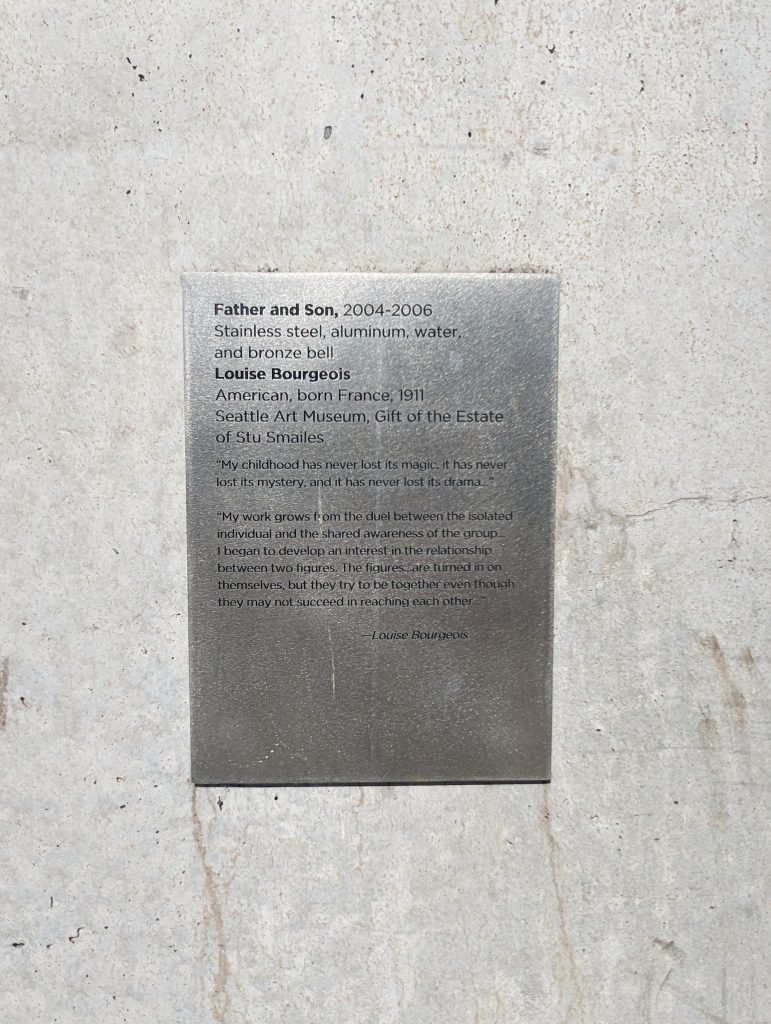 Father and Son, 2004-2006
Stainless steel, aluminum, water,
and bronze bell
Louise Bourgeois
American, born France, 1911
Seattle Art Museum, Gift of the Estate
of Stu Smailes
“My childhood has never lost its magic, it has never
lost its mystery, and it has never lost its drama...”
“My work grows from the duel between the isolated
individual and the shared awareness of the group...
I began to develop an interest in the relationship
between two figures. The figures...are turned in on
themselves, but they try to be together even though
they may not succeed in reaching each other...”
—Louise Bourgeois